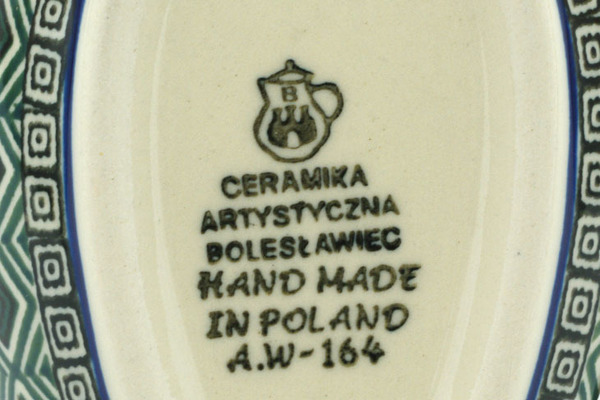 B
CERAMIKA
ARTYSTYCZNA
BOLESŁAWIEC
HAND MADE
IN POLAND
A.W-164